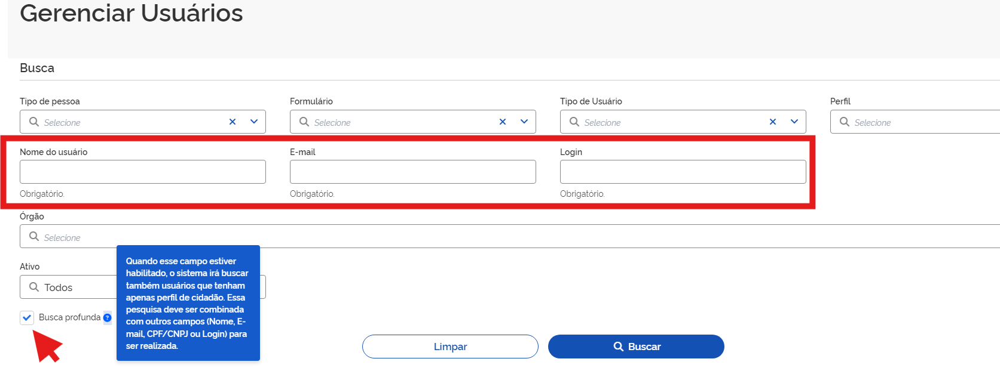 Gerenciar Usuários
Busca
Tipo de pessoa
Formulário
Tipo de Usuário
Perfil
Selecione
Selecione
Selecione
Selecione
Nome do usuário
E-mail
Login
Obrigatório.
Obrigatório.
Obrigatório.
Órgão
Selecione
Ativo
Todos
Busca profunda ?
Quando esse campo estiver
habilitado, o sistema irá buscar
também usuários que tenham
apenas perfil de cidadão. Essa
pesquisa deve ser combinada
com outros campos (Nome, E-
mail, CPF/CNPJ ou Login) para
ser realizada.
Limpar
Buscar